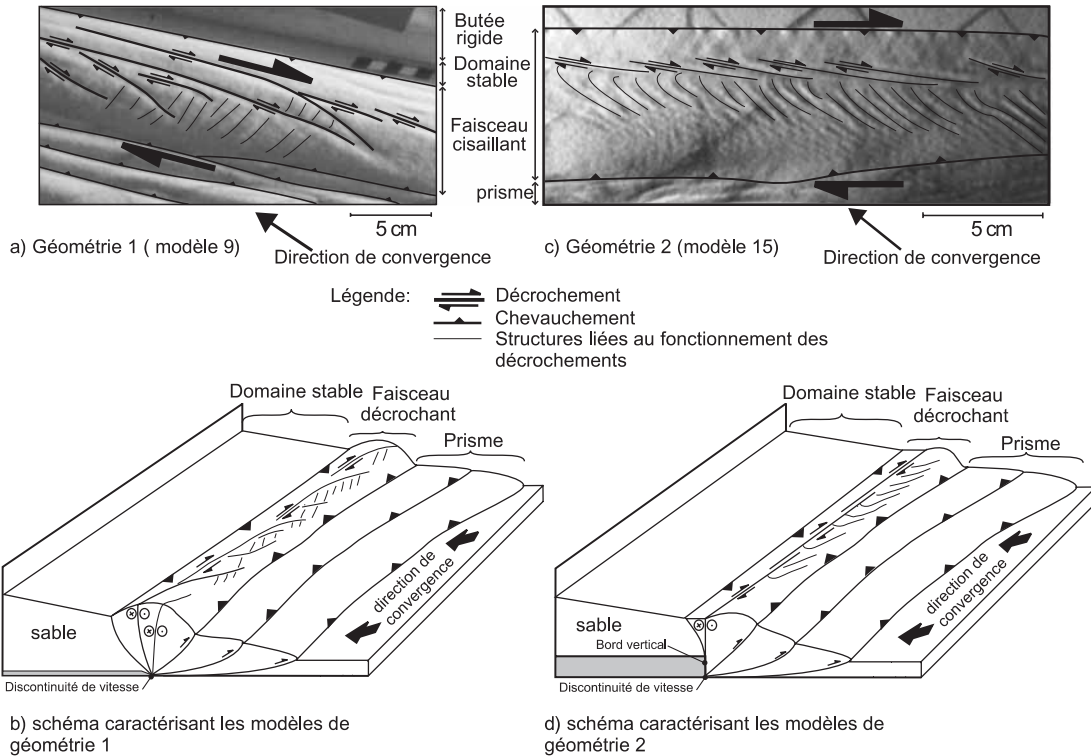 Butée
rigide
Domaine
stable
Faisceau
cisaillant
prisme
5 cm
5 cm
a) Géométrie 1 ( modèle 9)
Direction de convergence
c) Géométrie 2 (modèle 15)
Direction de convergence
Légende:
Décrochement
Chevauchement
Structures liées au fonctionnement des
décrochements
Domaine stable
Faisceau
décrochant
Prisme
direction de
convergence
sable
Discontinuité de vitesse
b) schéma caractérisant les modèles de
géométrie 1
Domaine stable
Faisceau
décrochant
Prisme
direction de
convergence
sable
Bord vertical
Discontinuité de vitesse
d) schéma caractérisant les modèles de
géométrie 2